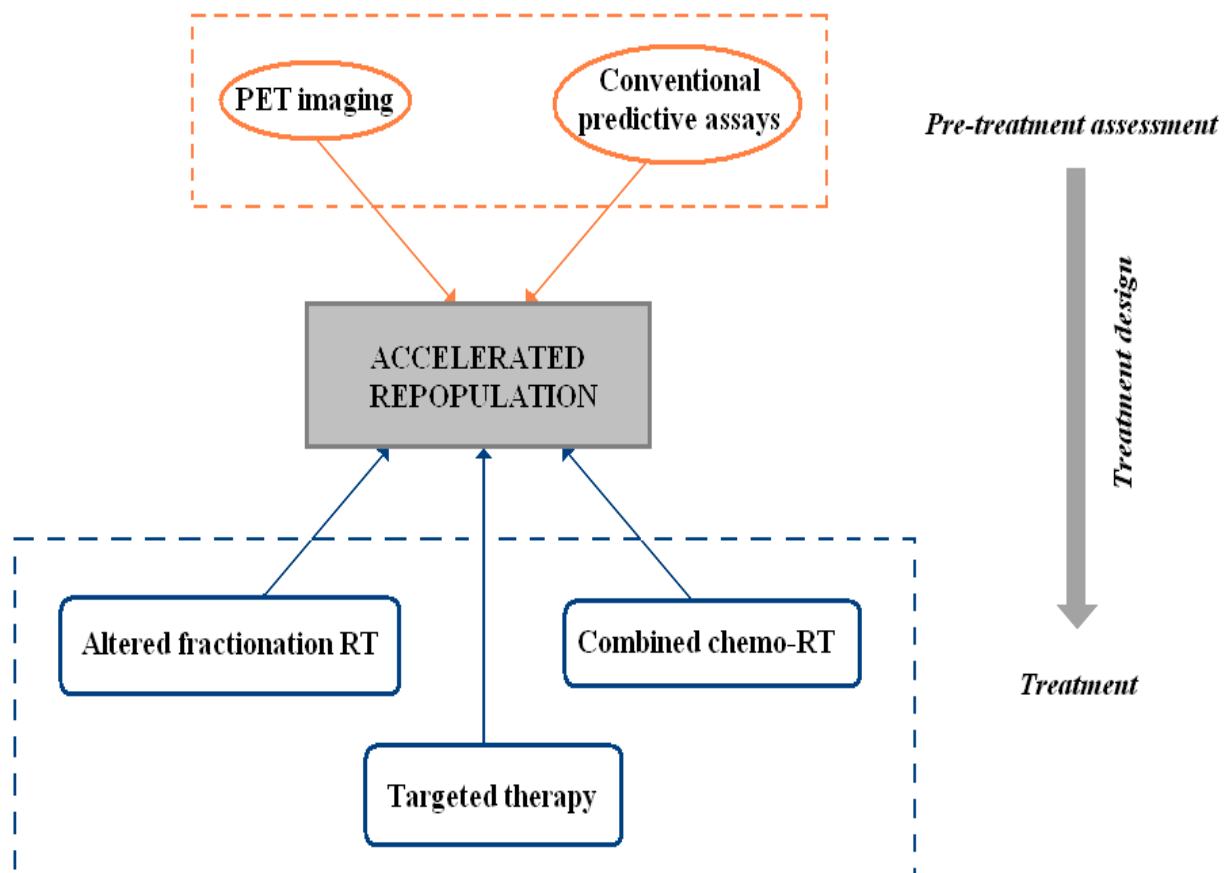 PET imaging
Conventional
predictive assays
Pre-treatment assessment
Treatment design
ACCELERATED
REPOPULATION
Altered fractionation RT
Combined chemo-RT
Treatment
Targeted therapy